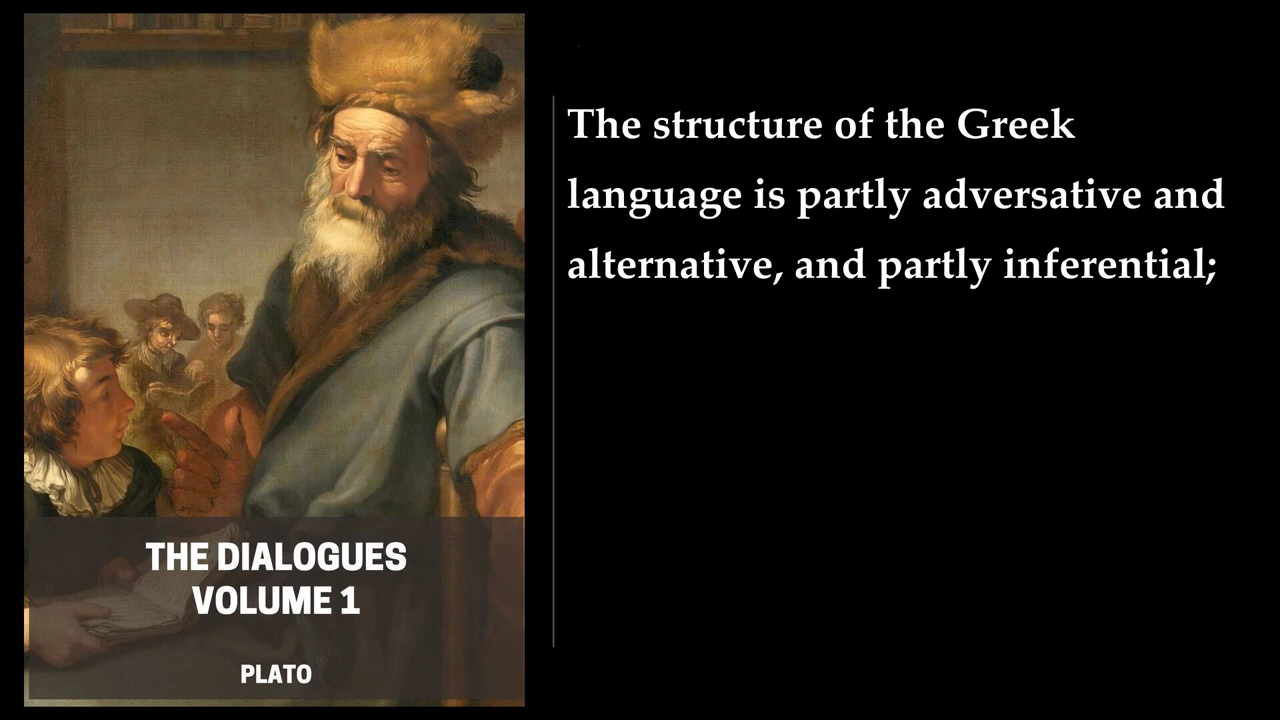 The structure of the Greek
language is partly adversative and
alternative, and partly inferential;
THE DIALOGUES
VOLUME 1
PLATO